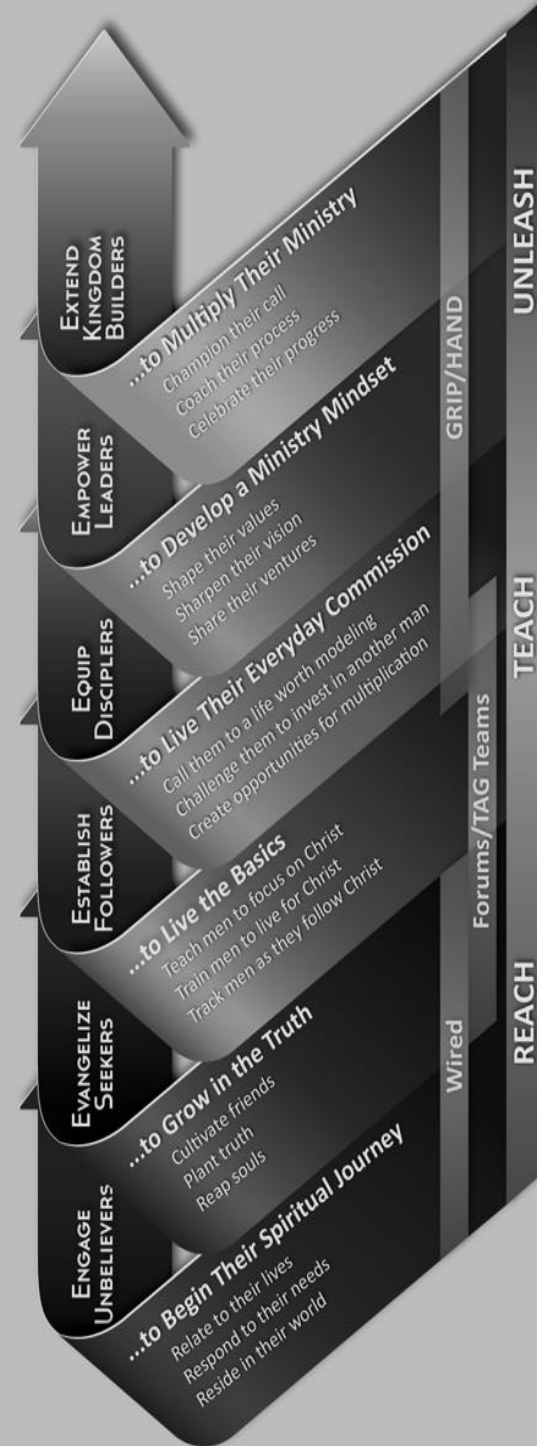 EXTEND
KINGDOM
BUILDERS
...to Multiply Their Ministry
Champion their call
Coach their process
Celebrate their progress
EMPOWER
LEADERS
...to Develop a Ministry Mindset
Shape their values
Sharpen their vision
Share their ventures
EQUIP
DISCIPLERS
...to Live Their Everyday Commission
Call them to a life worth modeling
Challenge them to invest in another man
Create opportunities for multiplication
ESTABLISH
FOLLOWERS
...to Live the Basics
Teach men to focus on Christ
Train men to live for Christ
Track men as they follow Christ
EVANGELIZE
SEEKERS
...to Grow in the Truth
Cultivate friends
Plant truth
Reap souls
ENGAGE
UNBELIEVERS
...to Begin Their Spiritual Journey
Relate to their lives
Respond to their needs
Reside in their world
Wired
Forums/TAG Teams
GRIP/HAND
REACH
TEACH
UNLEASH